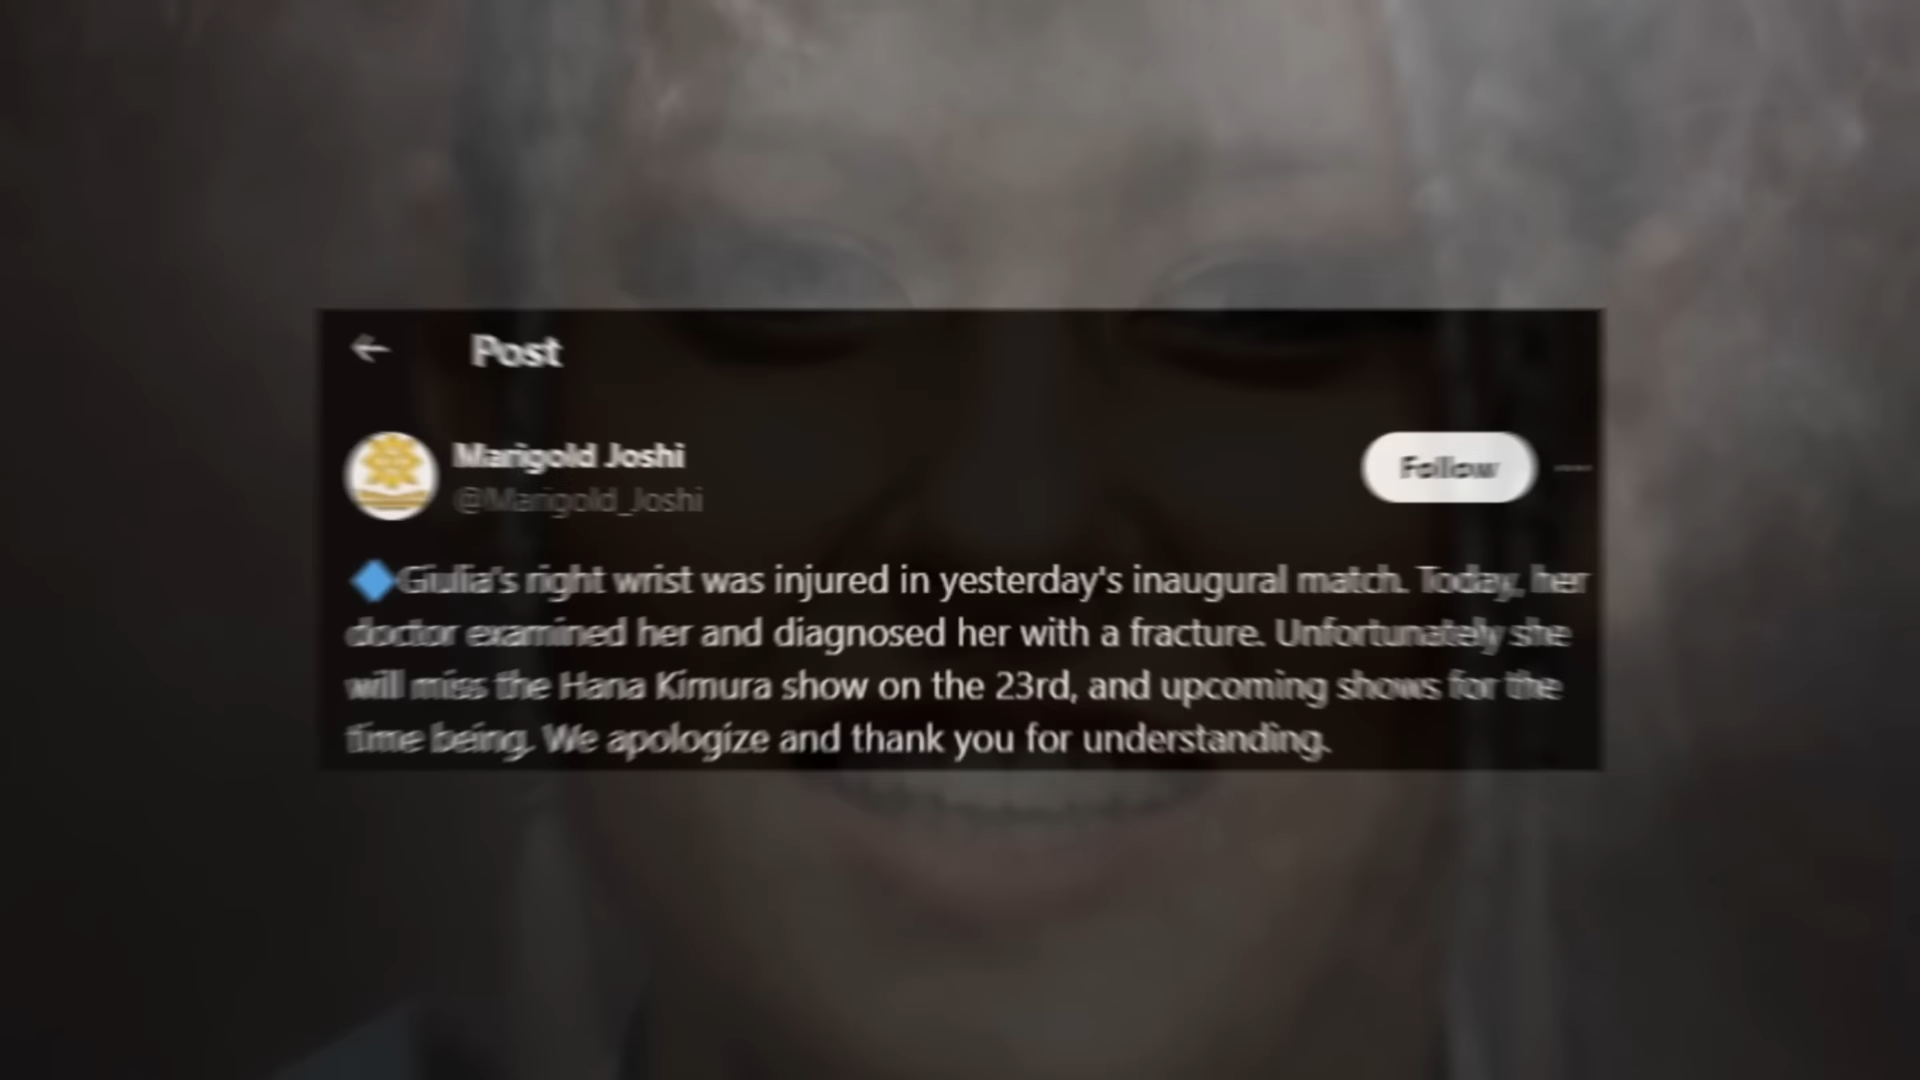 Post
Marigold Joshi
@Marigold_Joshi
Follow
Giulia's right wrist was injured in yesterday's inaugural match. Today, her
doctor examined her and diagnosed her with a fracture. Unfortunately she
will miss the Hana Kimura show on the 23rd, and upcoming shows for the
time being. We apologize and thank you for understanding.